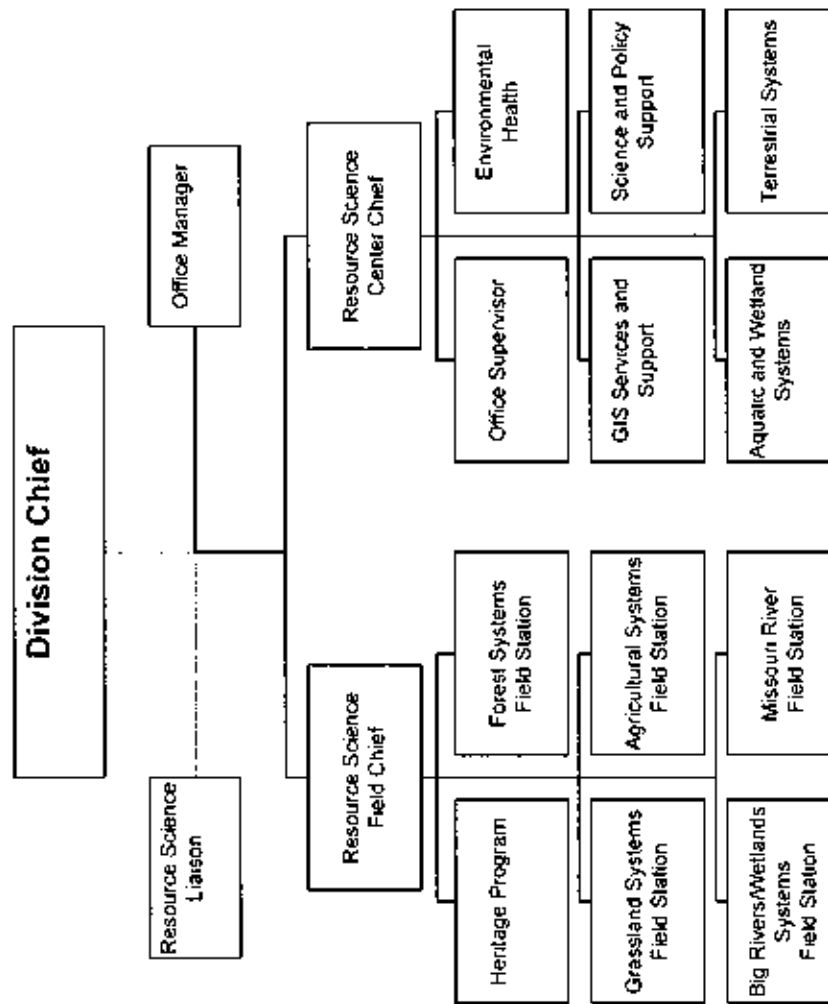 Division Chief
Resource Science
Liaison
Office Manager
Resource Science
Field Chief
Resource Science
Center Chief
Heritage Program
Forest Systems
Field Station
Office Supervisor
Environmental
Health
Grassland Systems
Field Station
Agricultural Systems
Field Station
GIS Services and
Support
Science and Policy
Support
Big Rivers/Wetlands
Systems
Field Station
Missouri River
Field Station
Aquatic and Wetland
Systems
Terrestrial Systems